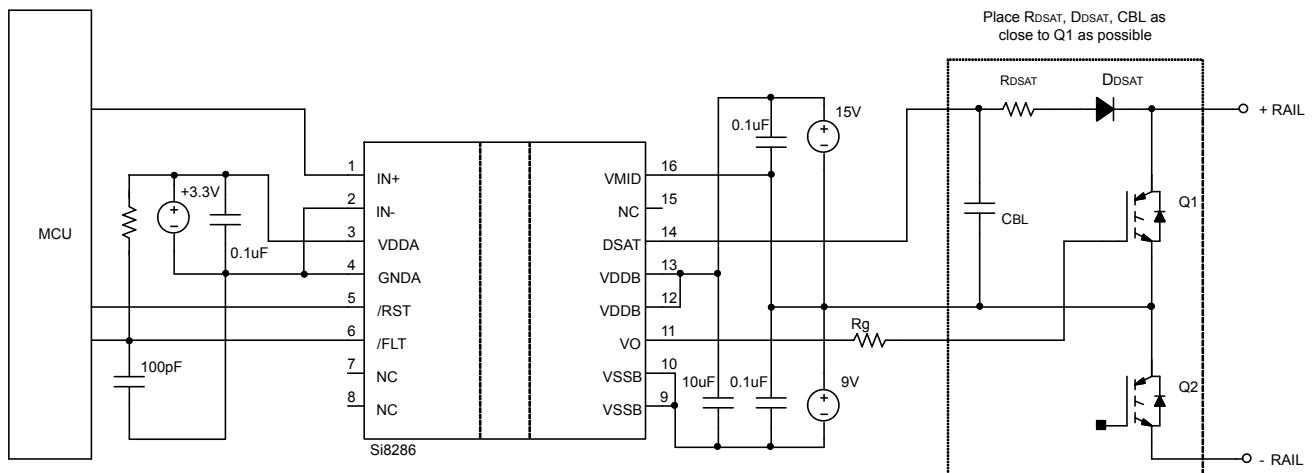 Place RDSAT, DDSAT, CBL as
close to Q1 as possible
RDSAT
DDSAT
+ RAIL
15V
0.1uF
1
IN+
VMID
16
2
IN-
NC
15
+3.3V
MCU
0.1uF
3
VDDA
DSAT
14
CBL
Q1
4
GNDA
VDDB
13
5
/RST
VDDB
12
6
/FLT
VO
11
Rg
100pF
7
NC
VSSB
10
10uF
0.1uF
9V
8
NC
VSSB
9
Q2
Si8286
- RAIL